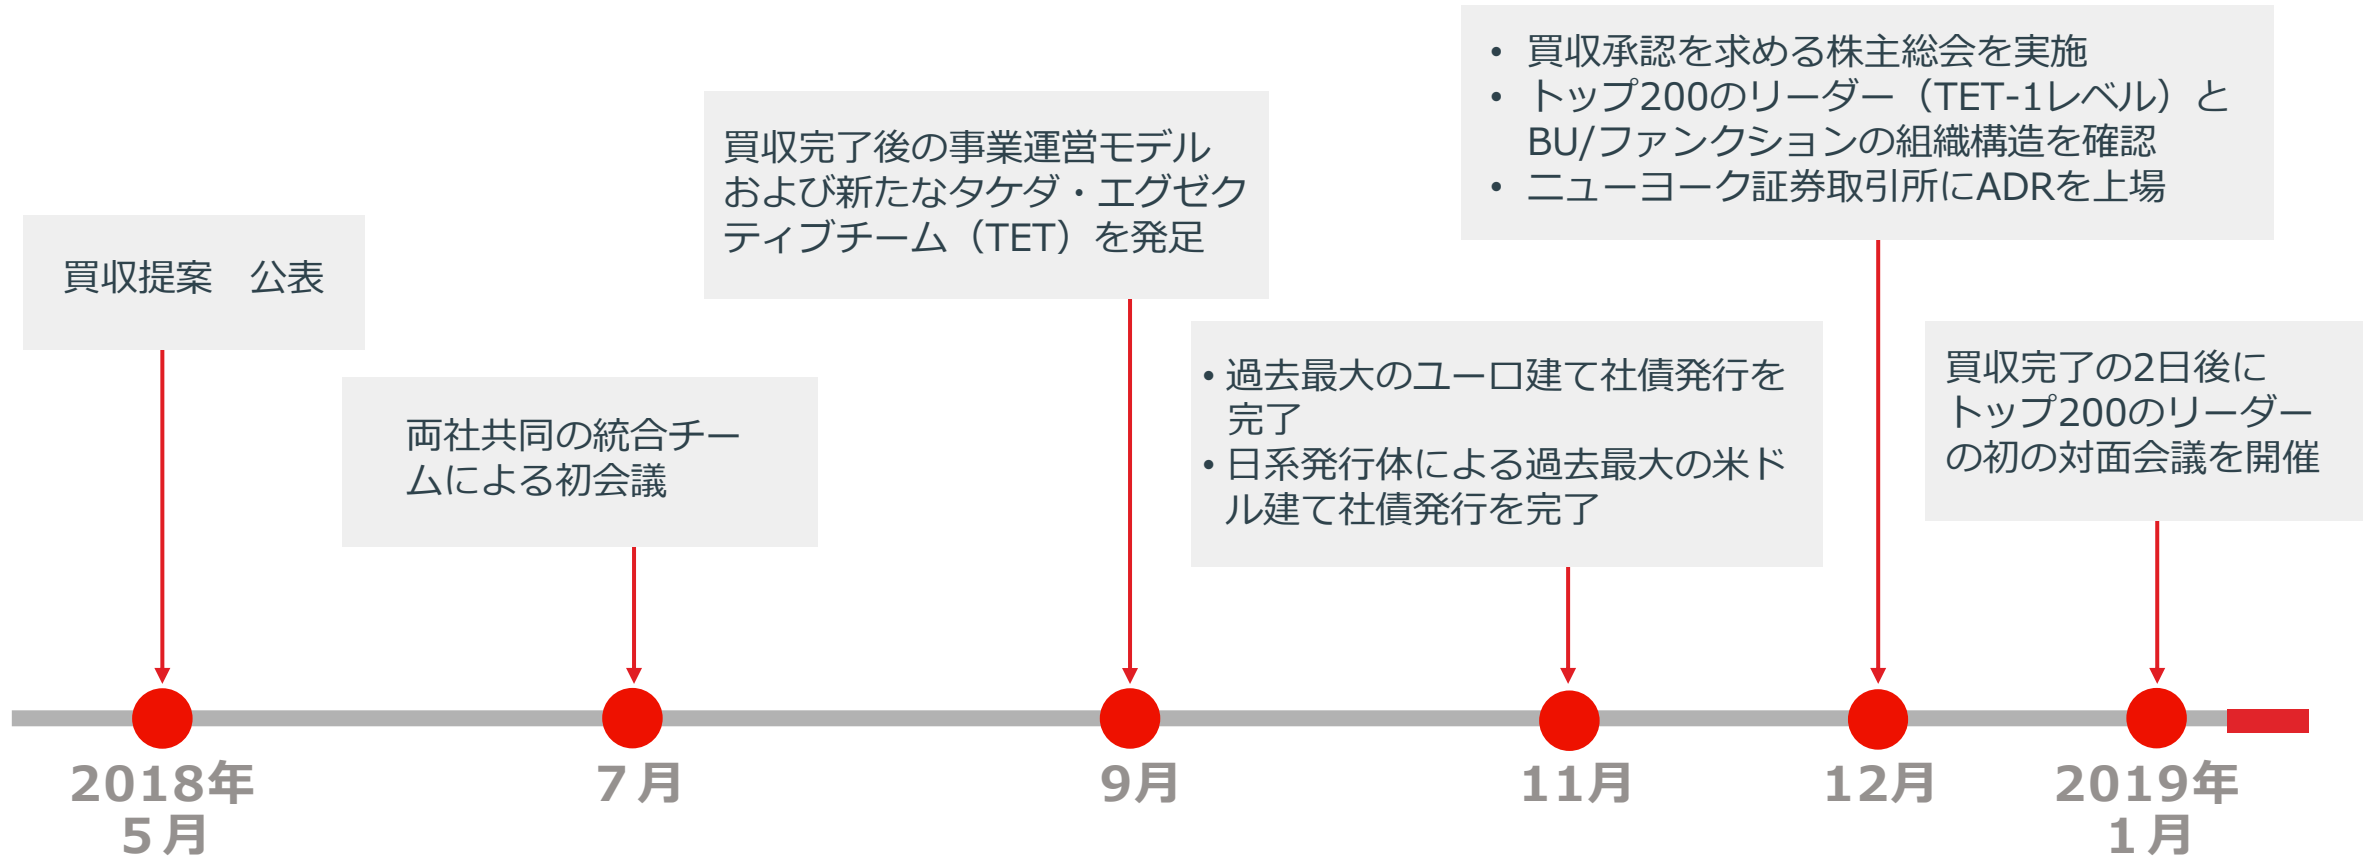 買収提案　公表
両社共同の統合チー
ムによる初会議
買収完了後の事業運営モデル
および新たなタケダ・エグゼク
ティブチーム（TET）を発足
• 過去最大のユーロ建て社債発行を
完了
• 日系発行体による過去最大の米ド
ル建て社債発行を完了
• 買収承認を求める株主総会を実施
• トップ200のリーダー（TET-1レベル）と
BU/ファンクションの組織構造を確認
• ニューヨーク証券取引所にADRを上場
買収完了の2日後に
トップ200のリーダー
の初の対面会議を開催
2018年
５月
７月
9月
11月
12月
2019年
１月